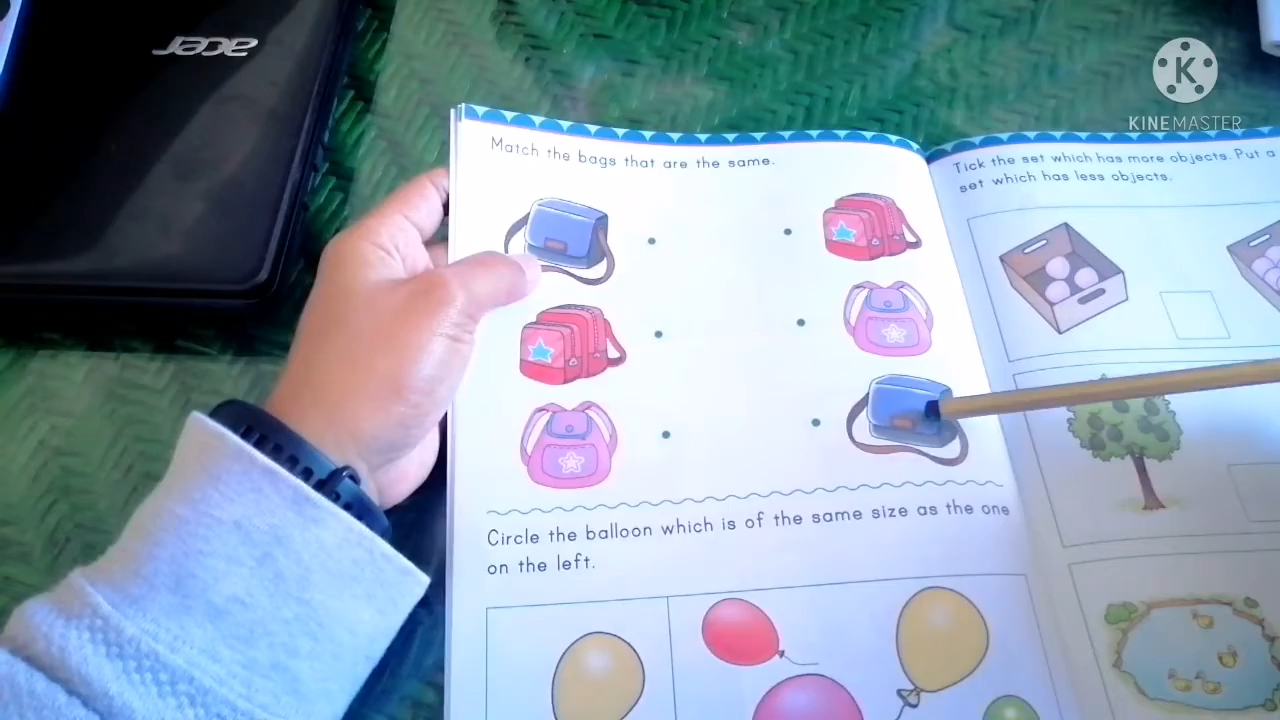 acer
KINEMASTER
Match the bags that are the same.
Circle the balloon which is of the same size as the one
on the left.
Tick the set which has more objects. Put a
set which has less objects.